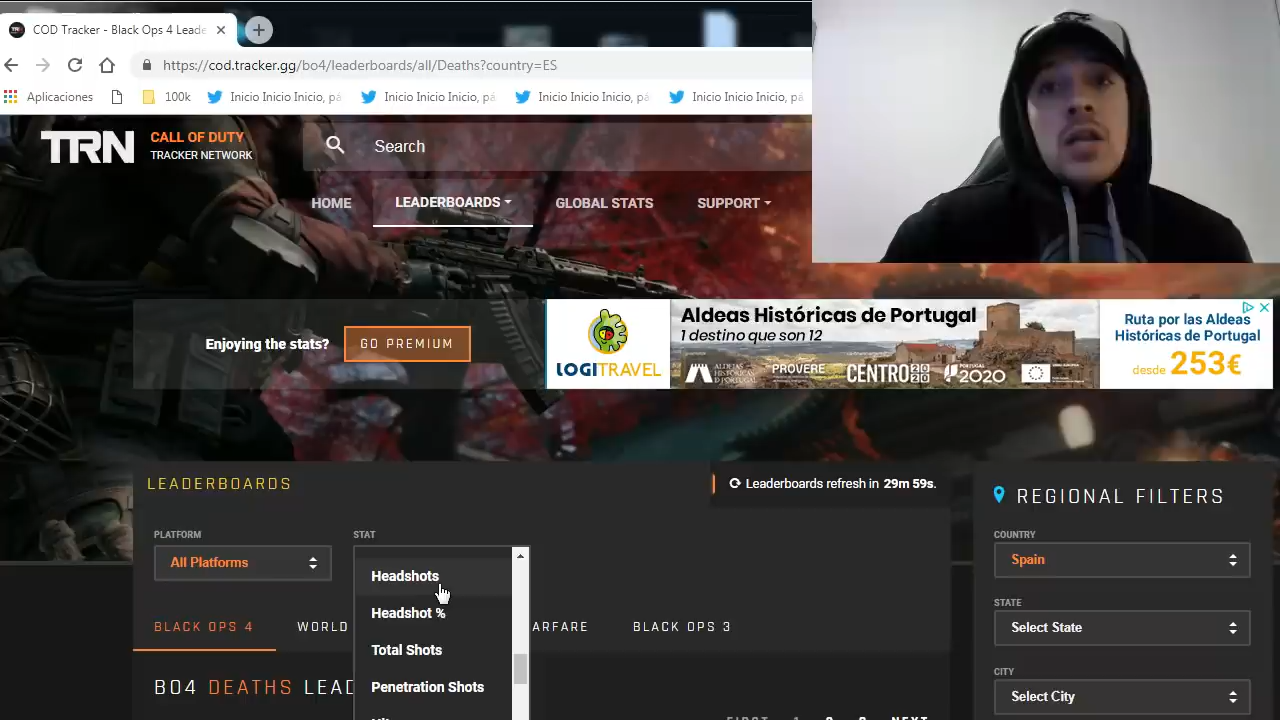 COD Tracker - Black Ops 4 Leade
https://cod.tracker.gg/bo4/leaderboards/all/Deaths?country=ES
Aplicaciones 100k Inicio Inicio Inicio, pá Inicio Inicio Inicio, pá Inicio Inicio Inicio, pá Inicio Inicio Inicio, pá
TRN CALL OF DUTY
TRACKER NETWORK
Search
HOME LEADERBOARDS GLOBAL STATS SUPPORT
Enjoying the stats? GO PREMIUM
LOGITRAVEL
Aldeas Históricas de Portugal
1 destino que son 12
PROVERE CENTRO2020 PORTUGAL2020
Ruta por las Aldeas
Históricas de Portugal
desde 253€
LEADERBOARDS
Leaderboards refresh in 29m 59s.
PLATFORM
All Platforms
STAT
Headshots
Headshot %
Total Shots
Penetration Shots
BLACK OPS 4 WORLD ARFARE BLACK OPS 3
BO4 DEATHS LEAD
REGIONAL FILTERS
COUNTRY
Spain
STATE
Select State
CITY
Select City